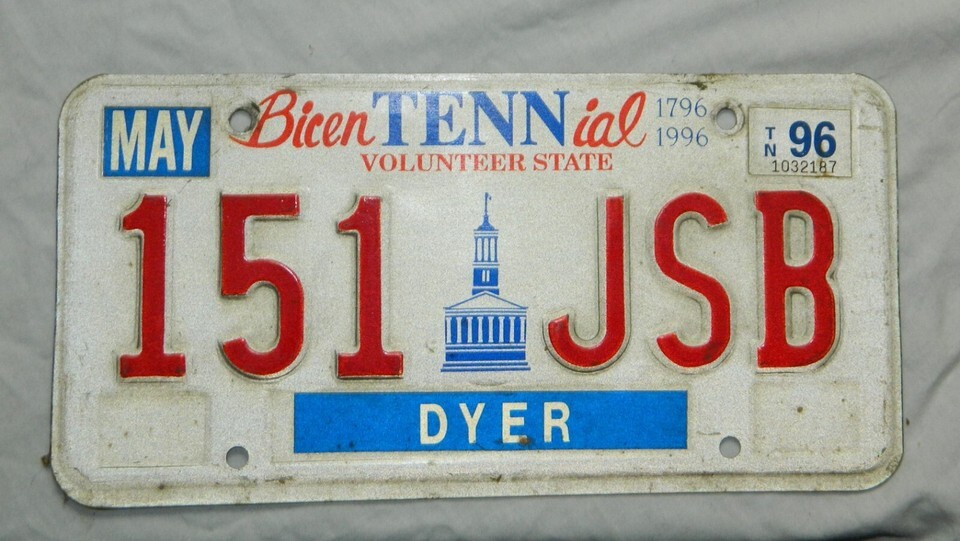 MAY
BicenTENNial
1796
1996
VOLUNTEER STATE
TN 96
1032187
151 JSB
DYER